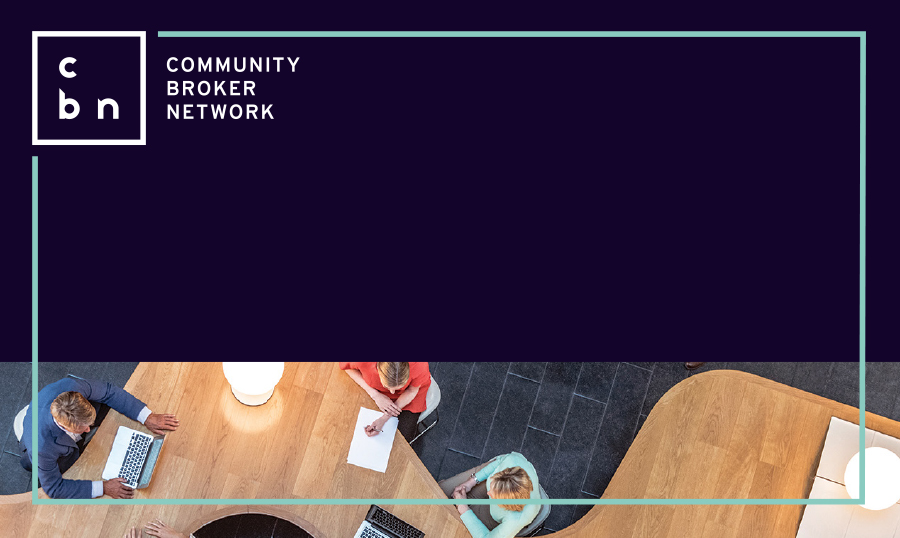 c
b n
COMMUNITY
BROKER
NETWORK